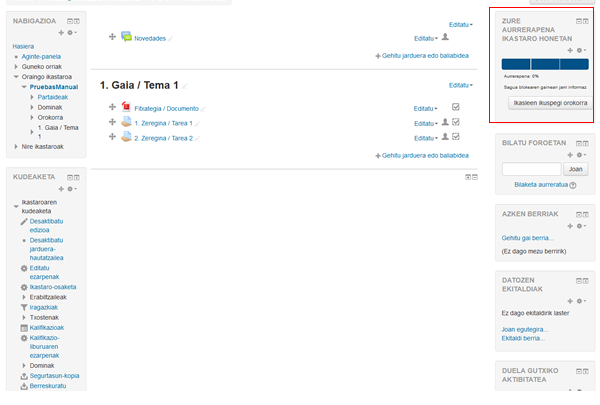 NABIGAZIOA
Hasiera
Aginte-panela
Guneko orriak
Oraingo ikastaroa
PruebasManual
Partaideak
Dominak
Orokorra
1. Gaia / Tema
1
Nire ikastaroak
KUDEAKETA
Ikastaroaren
kudeaketa
Desaktibatu
edizioa
Desaktibatu
jarduera-
hautatzailea
Editatu
ezarpenak
Ikastaro-osaketa
Erabiltzaileak
Iragazkiak
Txostenak
Kalifikazioak
Kalifikazio-
liburuaren
ezarpenak
Dominak
Segurtasun-kopia
Berreskuratu
Editatu
Novedades
Editatu
Gehitu jarduera edo baliabidea
1. Gaia / Tema 1
Editatu
Fitxategia / Documento
Editatu
1. Zeregina / Tarea 1
Editatu
2. Zeregina / Tarea 2
Editatu
Gehitu jarduera edo baliabidea
ZURE
AURRERAPENA
IKASTARO HONETAN
Aurrerapena: 0%
Sagua blokearen gainean jarri informaz
Ikasleen ikuspegi orokorra
BILATU FOROETAN
Joan
Bilaketa aurreratua
AZKEN BERRIAK
Gehitu gai berria...
(Ez dago mezu berririk)
DATOZEN
EKITALDIAK
Ez dago ekitaldirik laster
Joan egutegira...
Ekitaldi berria...
DUELA GUTXIKO
AKTIBITATEA